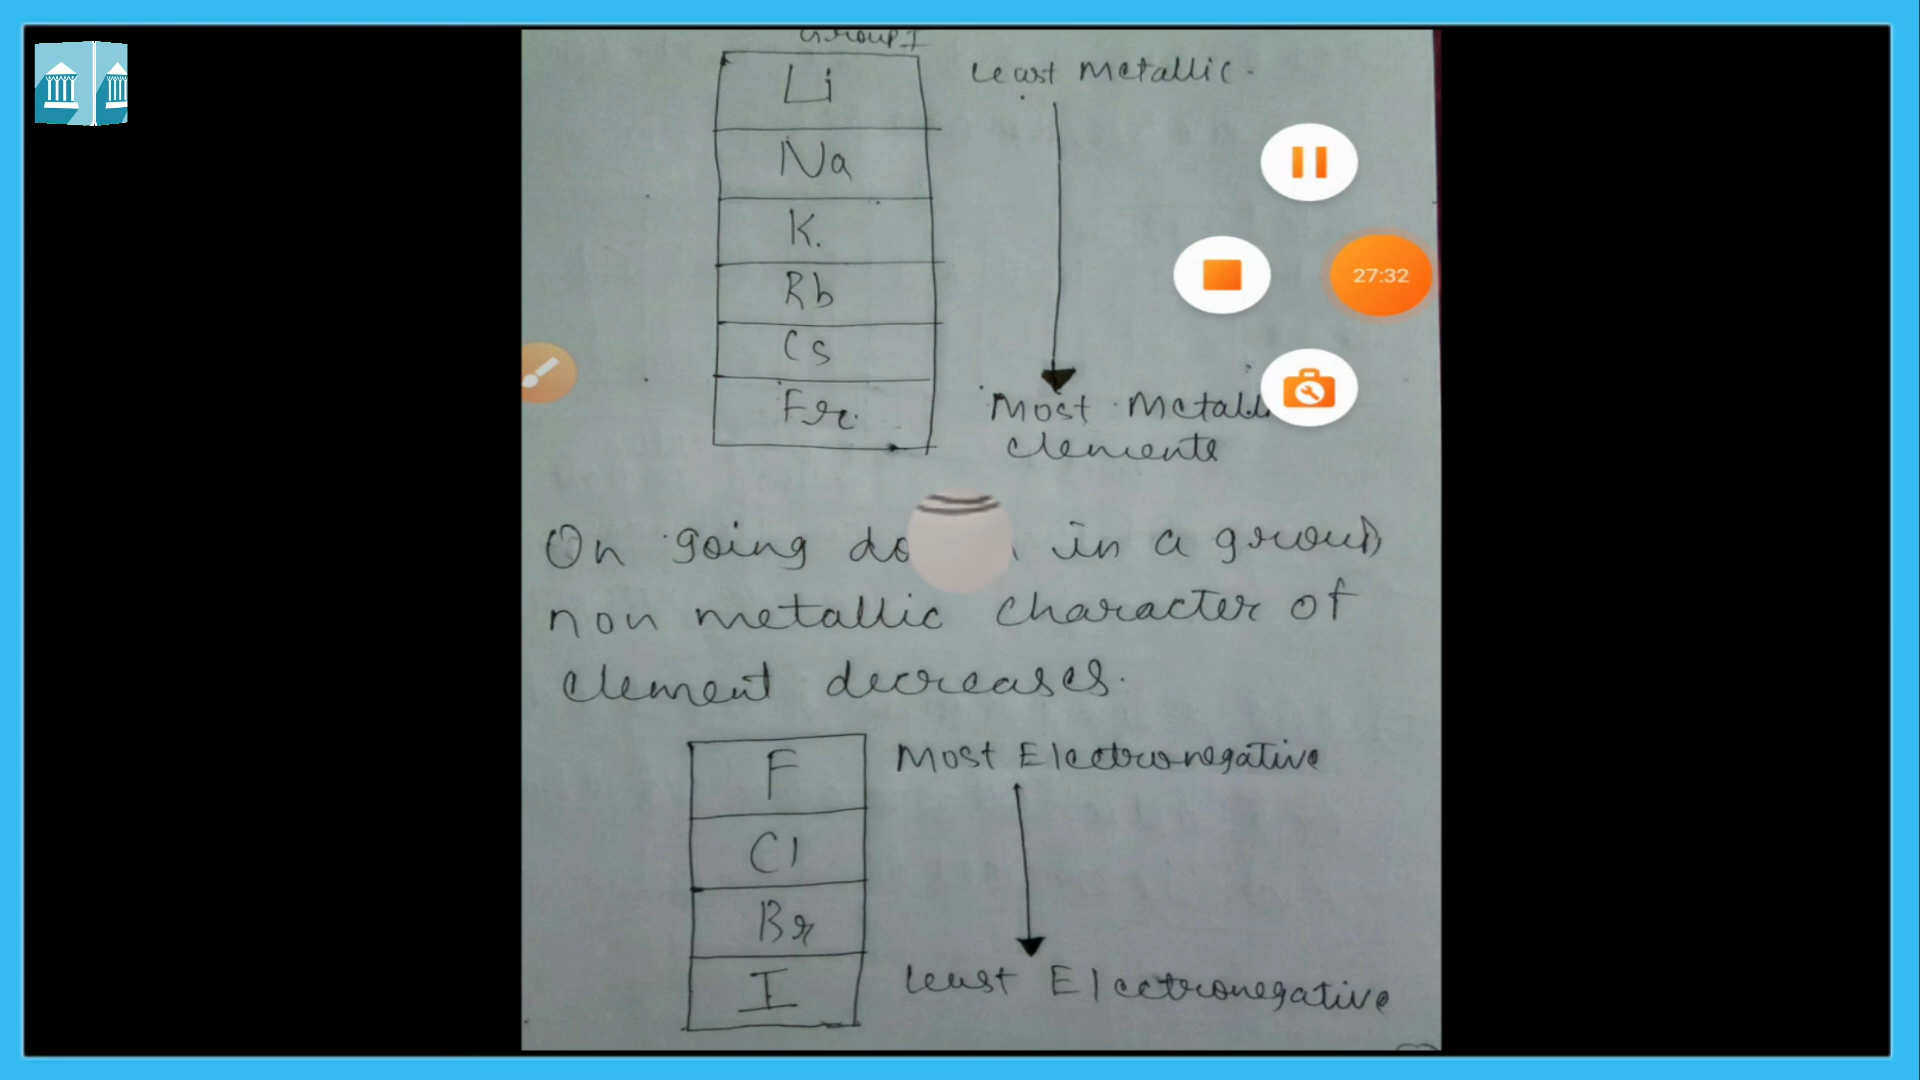 Group I
Li
Least Metallic.
Na
K.
Rb
Cs
Fr.
Most Metalli
elements
27:32
On going do in a group
non metallic character of
element decreases.
F
Most Electronegative
Cl
Br
I
Least Electronegative